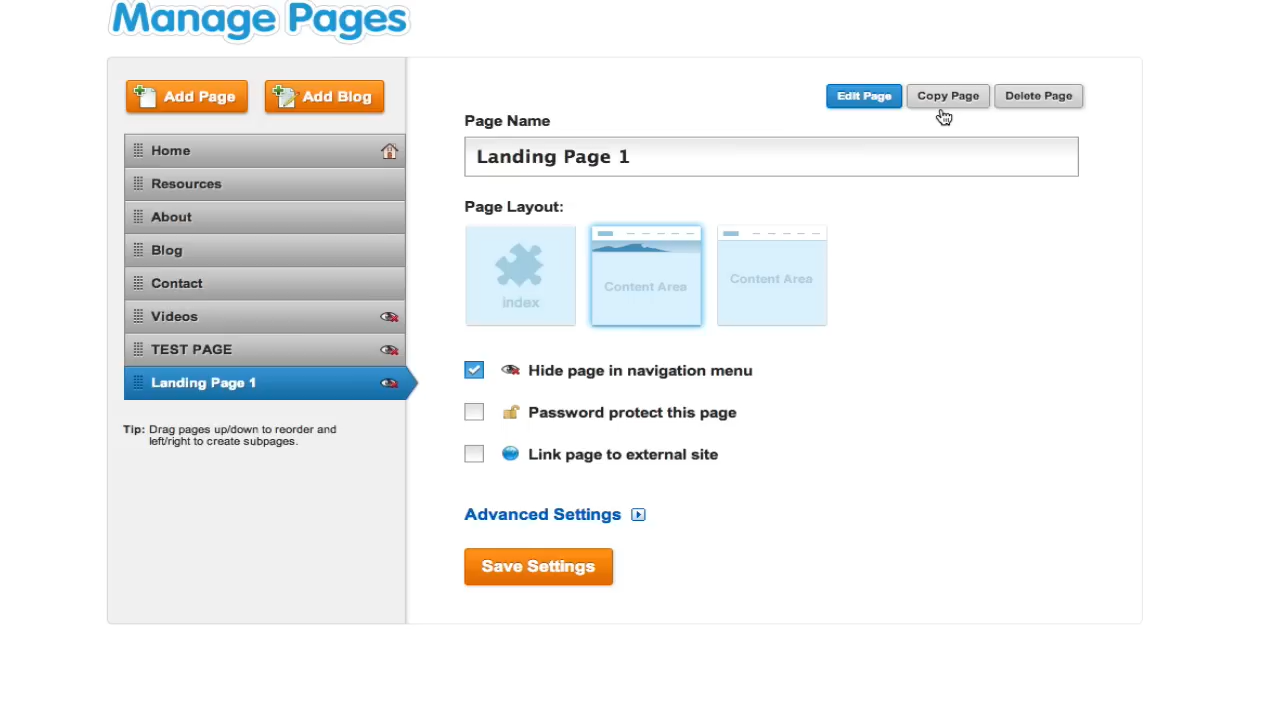 Manage Pages
Add Page
Add Blog
Home
Resources
About
Blog
Contact
Videos
TEST PAGE
Landing Page 1
Tip: Drag pages up/down to reorder and
left/right to create subpages.
Edit Page
Copy Page
Delete Page
Page Name
Landing Page 1
Page Layout:
index
Content Area
Content Area
Hide page in navigation menu
Password protect this page
Link page to external site
Advanced Settings
Save Settings